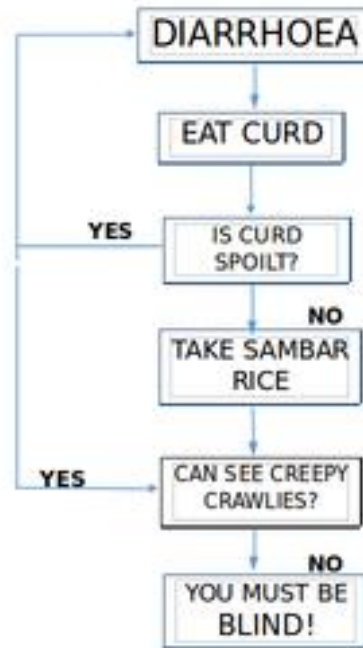 DIARRHOEA
EAT CURD
YES
IS CURD
SPOILT?
NO
TAKE SAMBAR
RICE
YES
CAN SEE CREEPY
CRAWLIES?
NO
YOU MUST BE
BLIND!